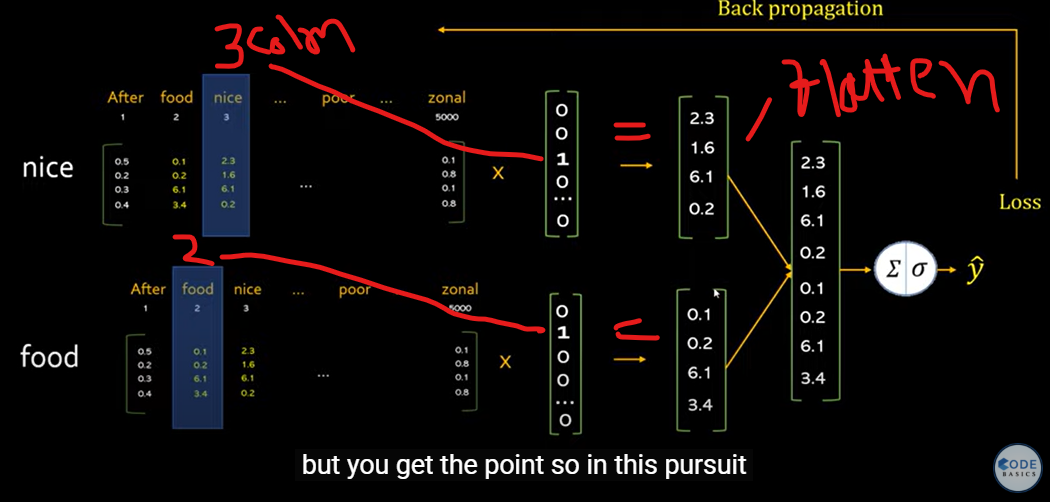 Back propagation
3 Colm
Flatten
After food nice ... poor ... zonal
1 2 3 5000
nice
0.5 0.1 2.3 0.1
0.2 0.2 1.6 ... 0.8
0.3 6.1 6.1 0.1
0.4 3.4 0.2 0.8
x
0
0
1
0
...
0
=
2.3
1.6
6.1
0.2
2.3
1.6
6.1
0.2
0.1
0.2
6.1
3.4
Loss
Σ σ ŷ
2
After food nice ... poor ... zonal
1 2 3 5000
food
0.5 0.1 2.3 0.1
0.2 0.2 1.6 0.8
0.3 6.1 6.1 ... 0.1
0.4 3.4 0.2 0.8
x
0
1
0
0
...
0
=
0.1
0.2
6.1
3.4
but you get the point so in this pursuit
CODE
BASICS